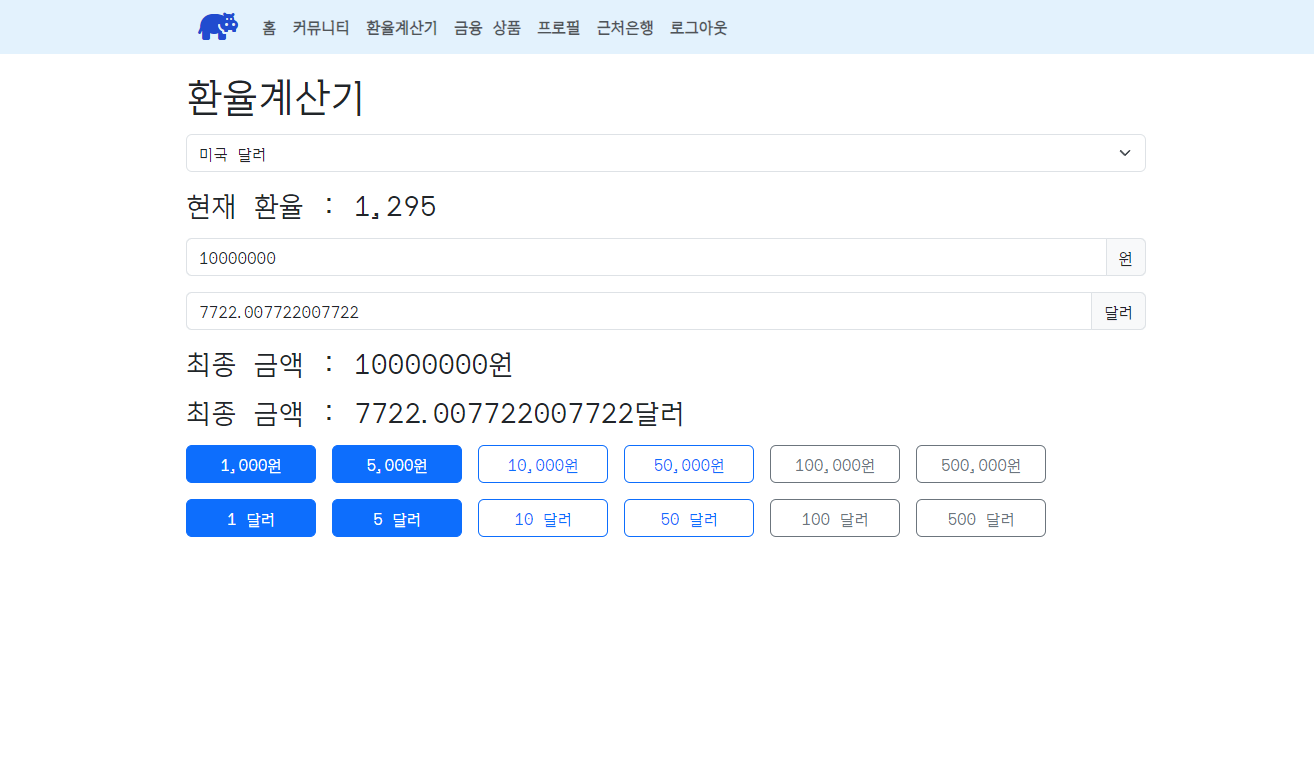 홈 커뮤니티 환율계산기 금융 상품 프로필 근처은행 로그아웃
환율계산기
미국 달러
현재 환율 : 1,295
10000000 원
7722.007722007722 달러
최종 금액 : 10000000원
최종 금액 : 7722.007722007722달러
1,000원 5,000원 10,000원 50,000원 100,000원 500,000원
1 달러 5 달러 10 달러 50 달러 100 달러 500 달러